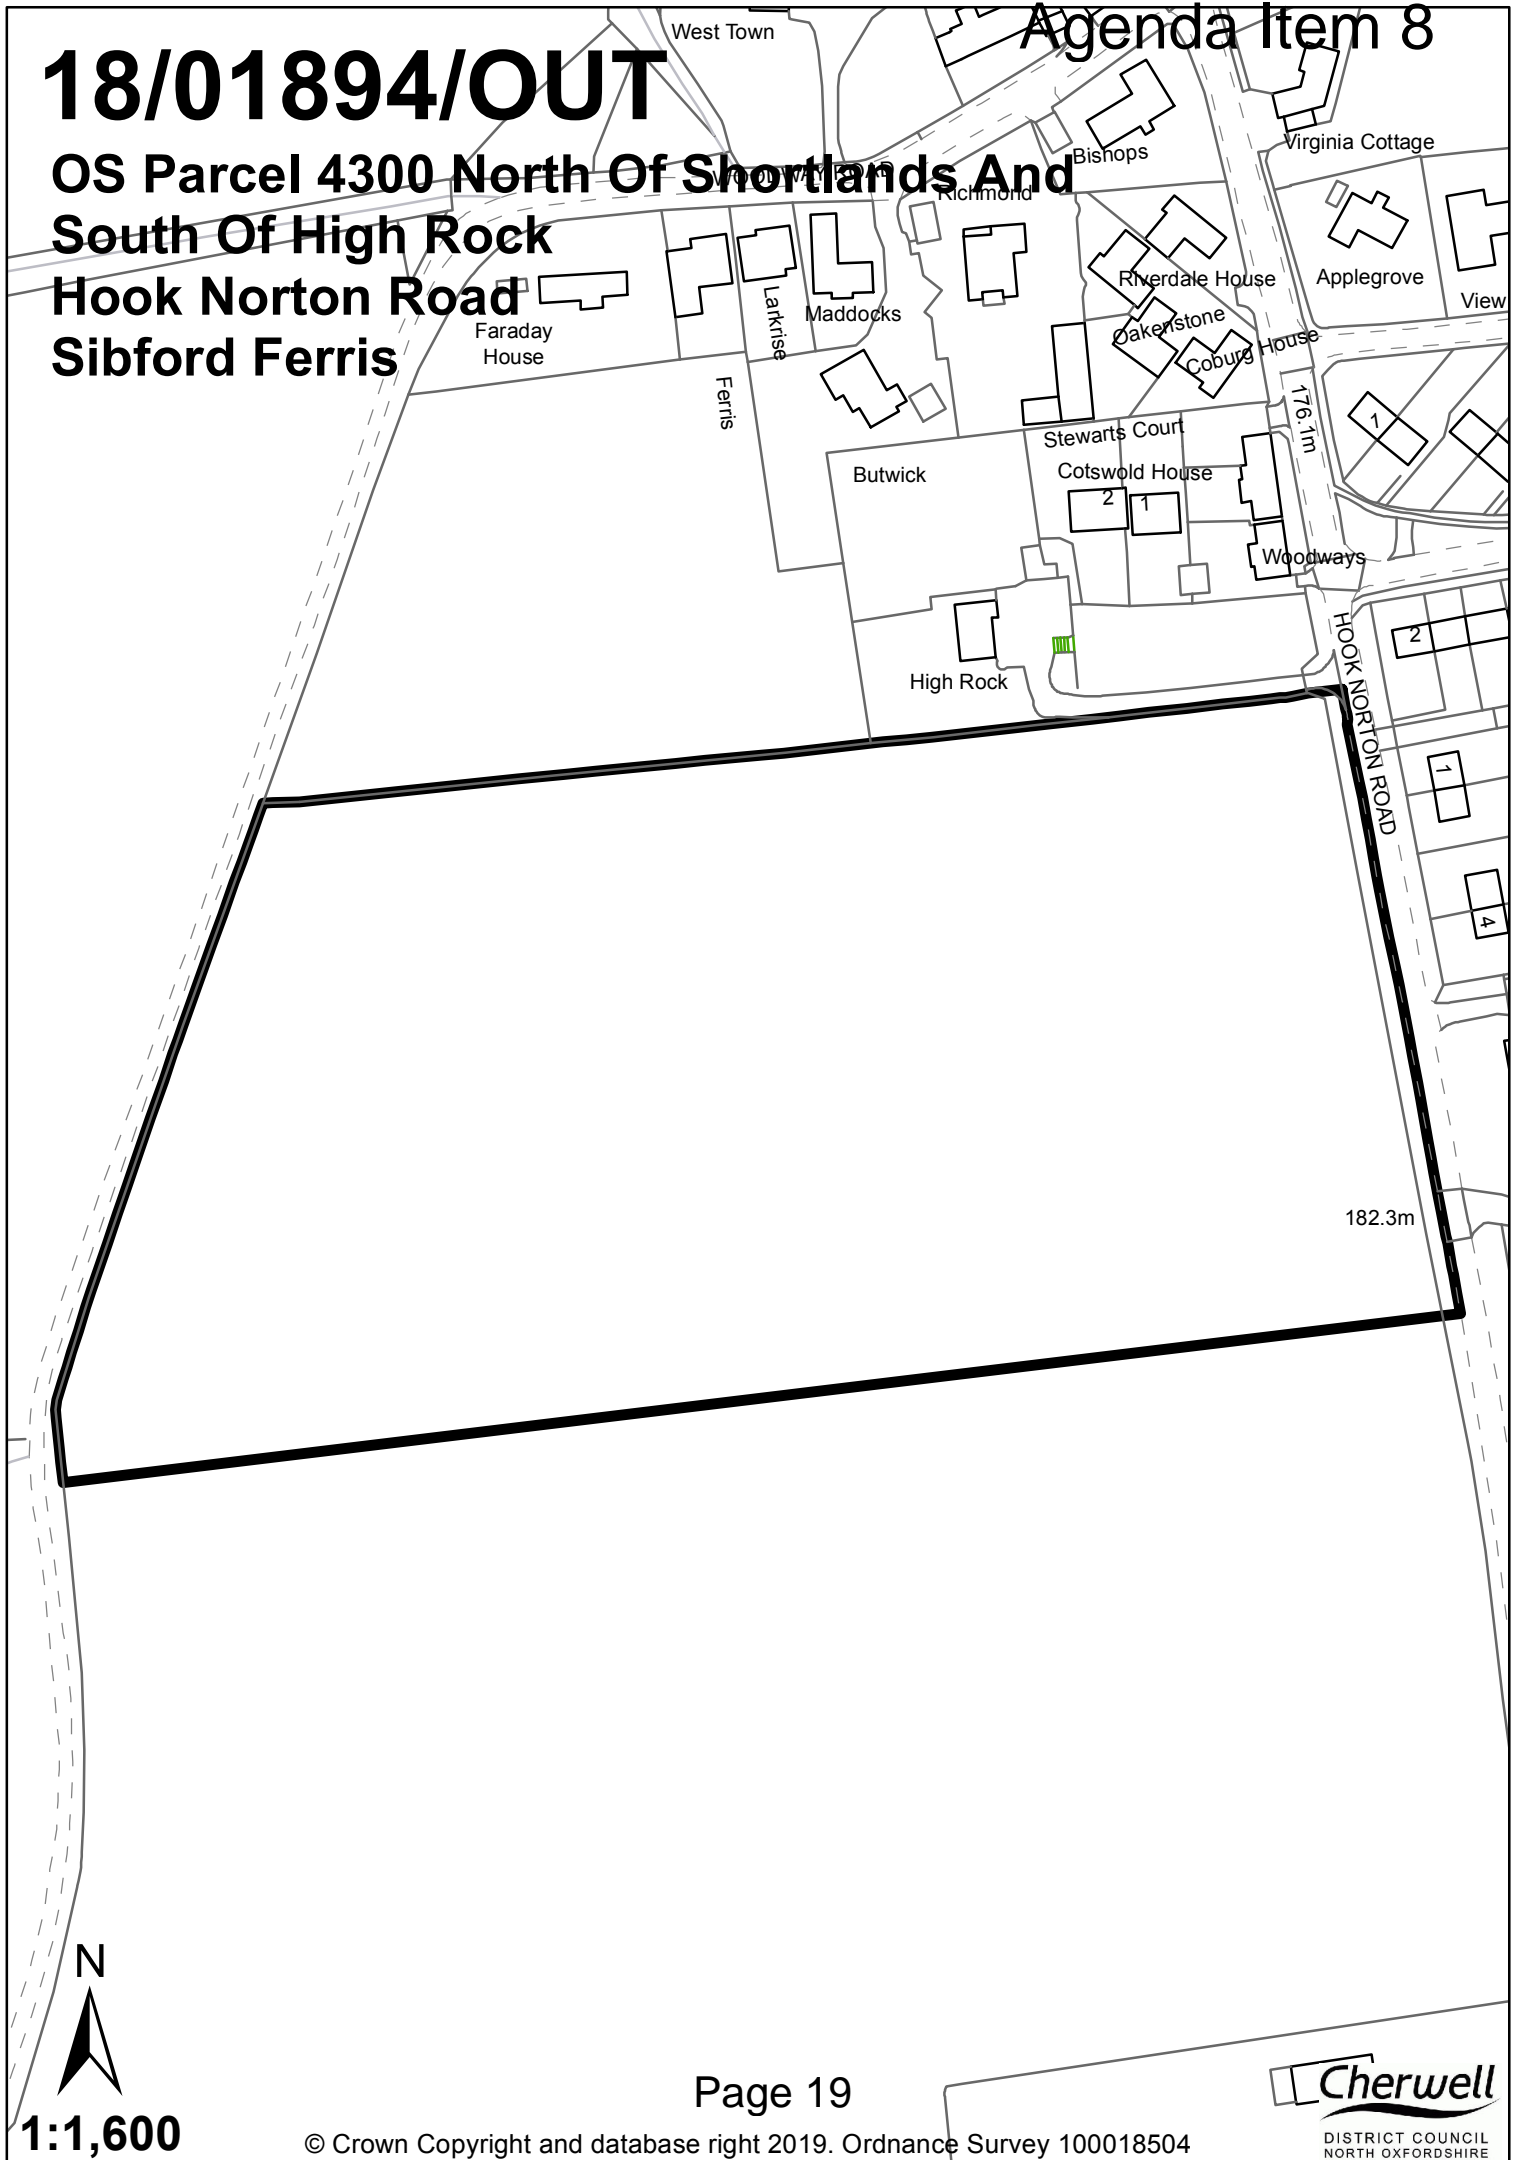 Agenda Item 8
18/01894/OUT
OS Parcel 4300 North Of Shortlands And
South Of High Rock
Hook Norton Road
Sibford Ferris
West Town
WOODWAY ROAD
Bishops
Virginia Cottage
Richmond
Riverdale House
Applegrove
View
Faraday
House
Larkrise
Maddocks
Oakenstone
Coburg House
Ferris
176.1m
1
Stewarts Court
Butwick
Cotswold House
2
1
Woodways
HOOK NORTON ROAD
2
High Rock
1
4
182.3m
N
1:1,600
Page 19
© Crown Copyright and database right 2019. Ordnance Survey 100018504
Cherwell
DISTRICT COUNCIL
NORTH OXFORDSHIRE